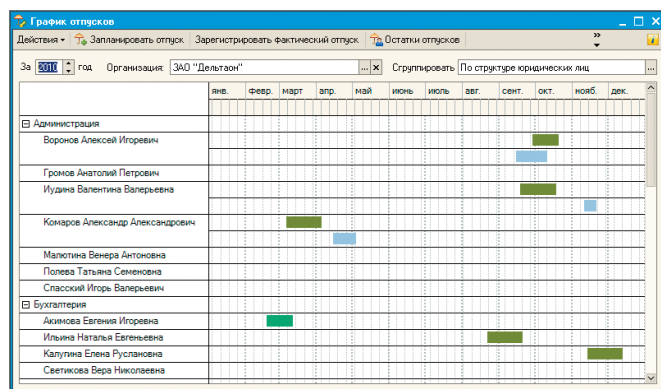 График отпусков
Действия Запланировать отпуск Зарегистрировать фактический отпуск Остатки отпусков »
За 2010 год Организация: ЗАО "Дельтаон" ... x Сгруппировать По структуре юридических лиц ...
янв. февр. март апр. май июнь июль авг. сент. окт. нояб. дек.
Администрация
Воронов Алексей Игоревич
Громов Анатолий Петрович
Иудина Валентина Валерьевна
Комаров Александр Александрович
Малютина Венера Антоновна
Полева Татьяна Семеновна
Спасский Игорь Валерьевич
Бухгалтерия
Акимова Евгения Игоревна
Ильина Наталья Евгеньевна
Калугина Елена Руслановна
Светикова Вера Николаевна